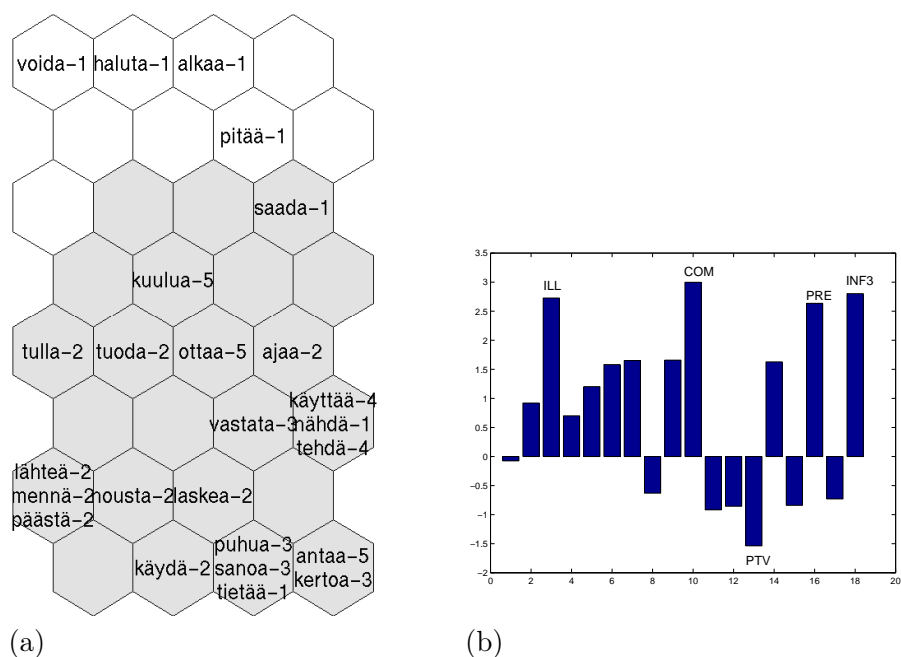 voida–1 haluta–1 alkaa–1
pitää–1
saada–1
kuulua–5
tulla–2 tuoda–2 ottaa–5 ajaa–2
käyttää–4
vastata–3 nähdä–1
tehdä–4
lähteä–2
mennä–2 nousta–2 laskea–2
päästä–2
puhua–3
sanoa–3
tietää–1
käydä–2
antaa–5
kertoa–3
(a)
3.5
3
2.5
2
1.5
1
0.5
0
−0.5
−1
−1.5
−2
ILL
COM
PRE
INF3
PTV
0 2 4 6 8 10 12 14 16 18 20
(b)